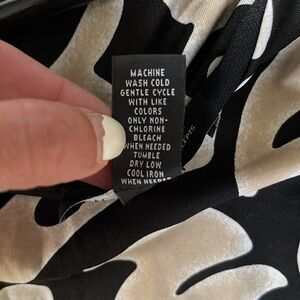 MACHINE
WASH COLD
GENTLE CYCLE
WITH LIKE
COLORS
ONLY NON-
CHLORINE
BLEACH
WHEN NEEDED
TUMBLE
DRY LOW
COOL IRON
WHEN NEEDED